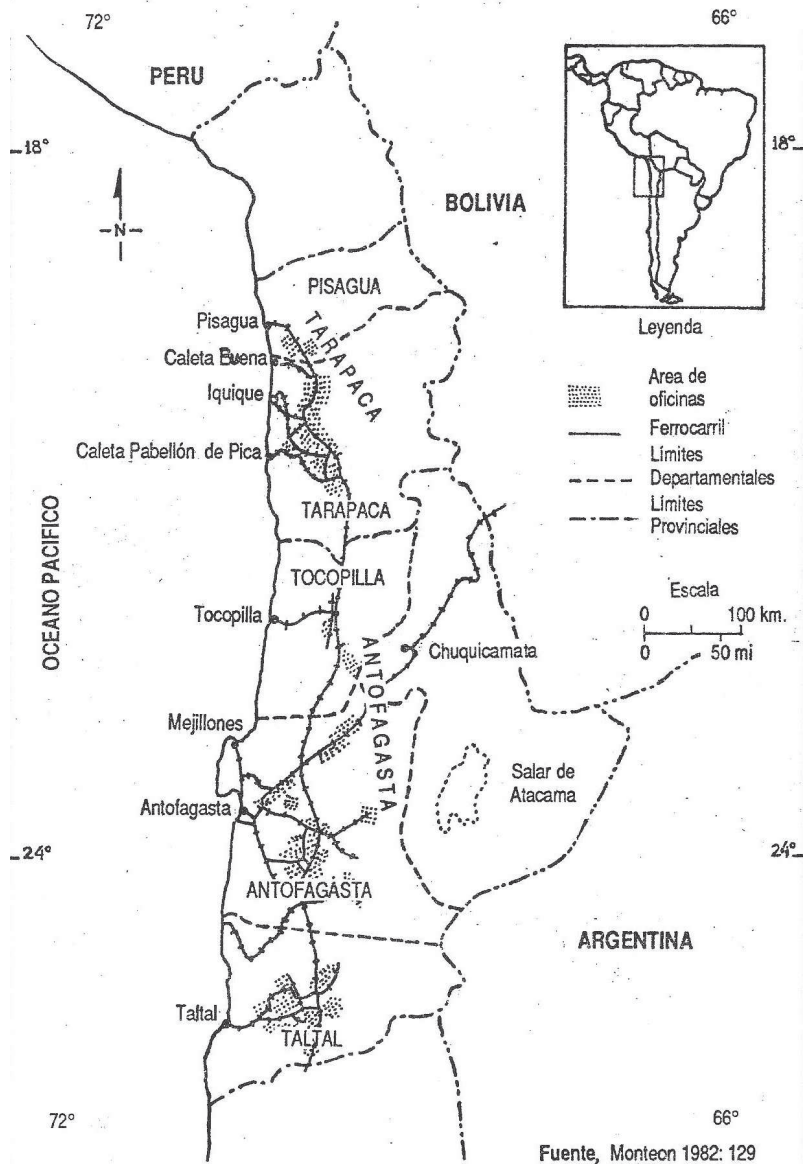 72°
66°
PERU
18°
18°
N
BOLIVIA
PISAGUA
Pisagua
TARAPACA
Caleta Buena
Iquique
Caleta Pabellón de Pica
TARAPACA
TOCOPILLA
Tocopilla
OCEANO PACIFICO
Chuquicamata
ANTOFAGASTA
Mejillones
Salar de
Atacama
Antofagasta
24°
24°
ANTOFAGASTA
ARGENTINA
Taltal
TALTAL
72°
66°
Leyenda
Area de
oficinas
Ferrocarril
Límites
Departamentales
Límites
Provinciales
Escala
0 100 km.
0 50 mi
Fuente, Monteon 1982: 129